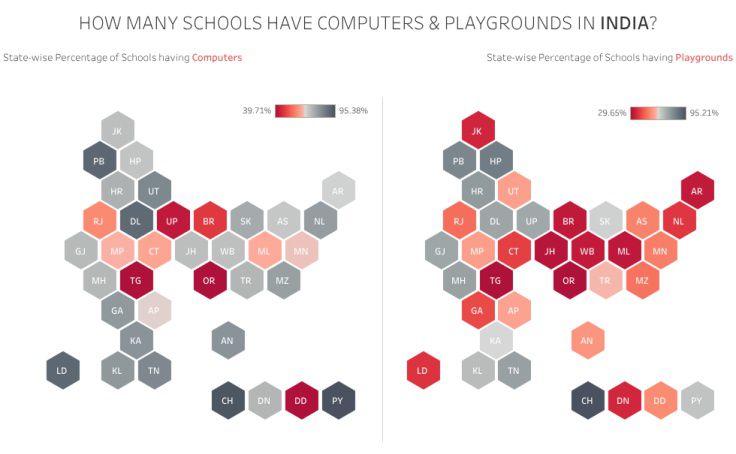 HOW MANY SCHOOLS HAVE COMPUTERS & PLAYGROUNDS IN INDIA?
State-wise Percentage of Schools having Computers
39.71% 95.38%
JK
PB HP
HR UT AR
RJ DL UP BR SK AS NL
GJ MP CT JH WB ML MN
MH TG OR TR MZ
GA AP
KA AN
LD KL TN
CH DN DD PY
State-wise Percentage of Schools having Playgrounds
29.65% 95.21%
JK
PB HP
HR UT AR
RJ DL UP BR SK AS NL
GJ MP CT JH WB ML MN
MH TG OR TR MZ
GA AP
KA AN
LD KL TN
CH DN DD PY